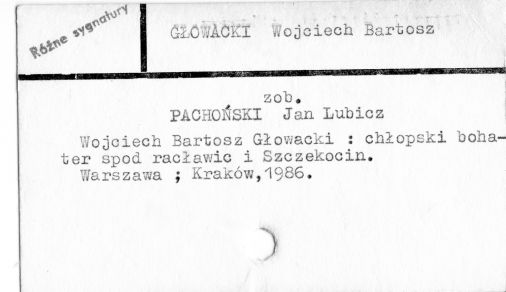 Różne sygnatury
GŁOWACKI Wojciech Bartosz
zob.
PACHOŃSKI Jan Lubicz
Wojciech Bartosz Głowacki : chłopski boha-
ter spod racławic i Szczekocin.
Warszawa ; Kraków,1986.